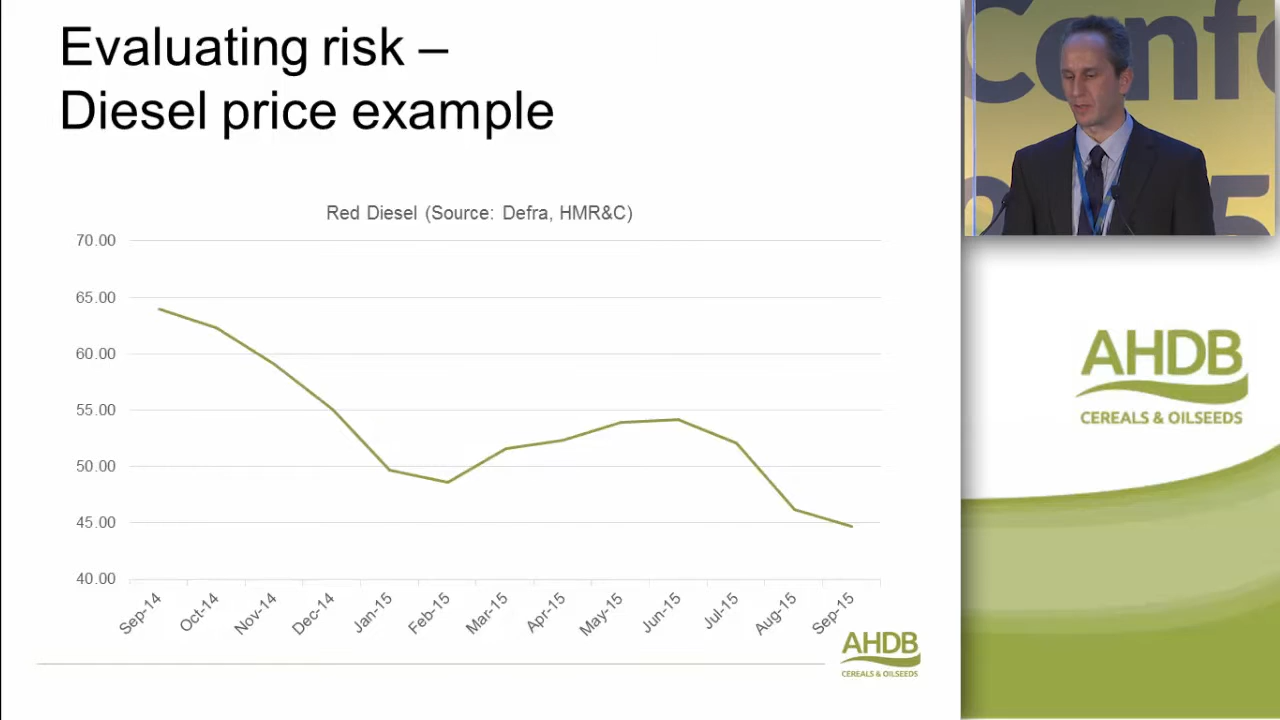 Evaluating risk –
Diesel price example
Red Diesel (Source: Defra, HMR&C)
70.00
65.00
60.00
55.00
50.00
45.00
40.00
Sep-14
Oct-14
Nov-14
Dec-14
Jan-15
Feb-15
Mar-15
Apr-15
May-15
Jun-15
Jul-15
Aug-15
Sep-15
AHDB
CEREALS & OILSEEDS
Confe
5
AHDB
CEREALS & OILSEEDS